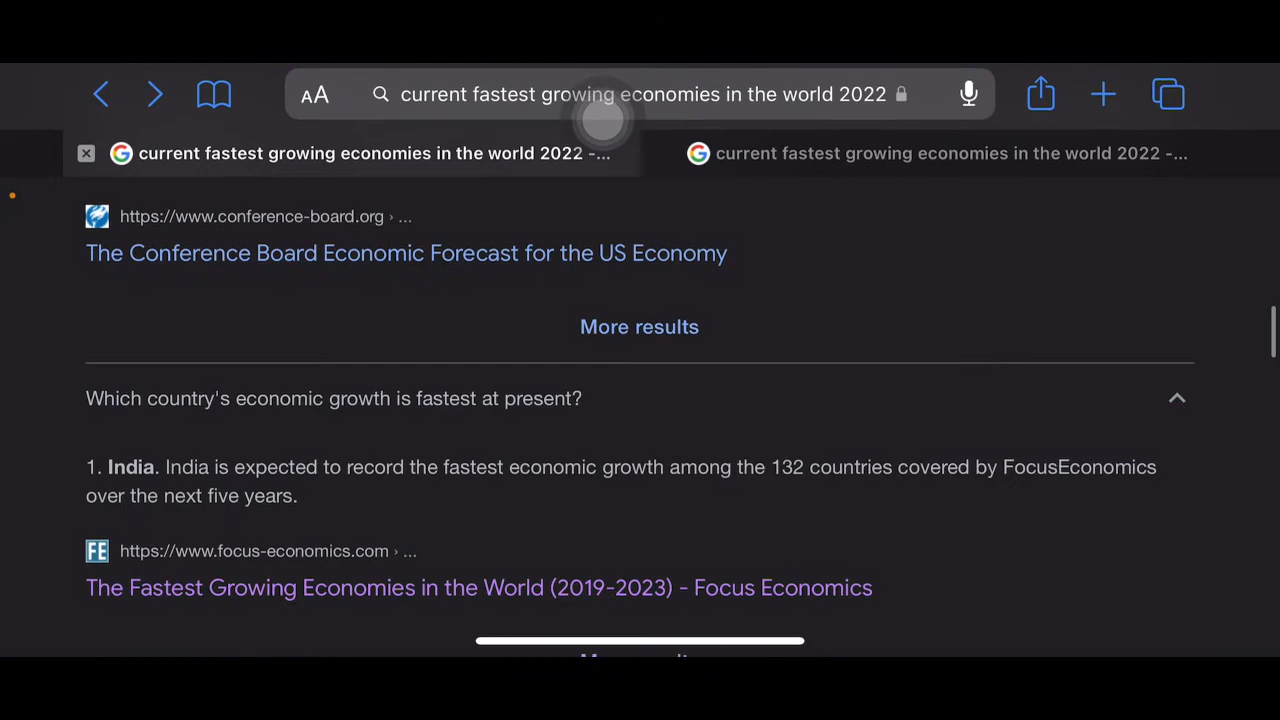 AA current fastest growing economies in the world 2022
current fastest growing economies in the world 2022 -... current fastest growing economies in the world 2022 -...
https://www.conference-board.org › ...
The Conference Board Economic Forecast for the US Economy
More results
Which country's economic growth is fastest at present?
1. India. India is expected to record the fastest economic growth among the 132 countries covered by FocusEconomics
over the next five years.
FE https://www.focus-economics.com › ...
The Fastest Growing Economies in the World (2019-2023) - Focus Economics